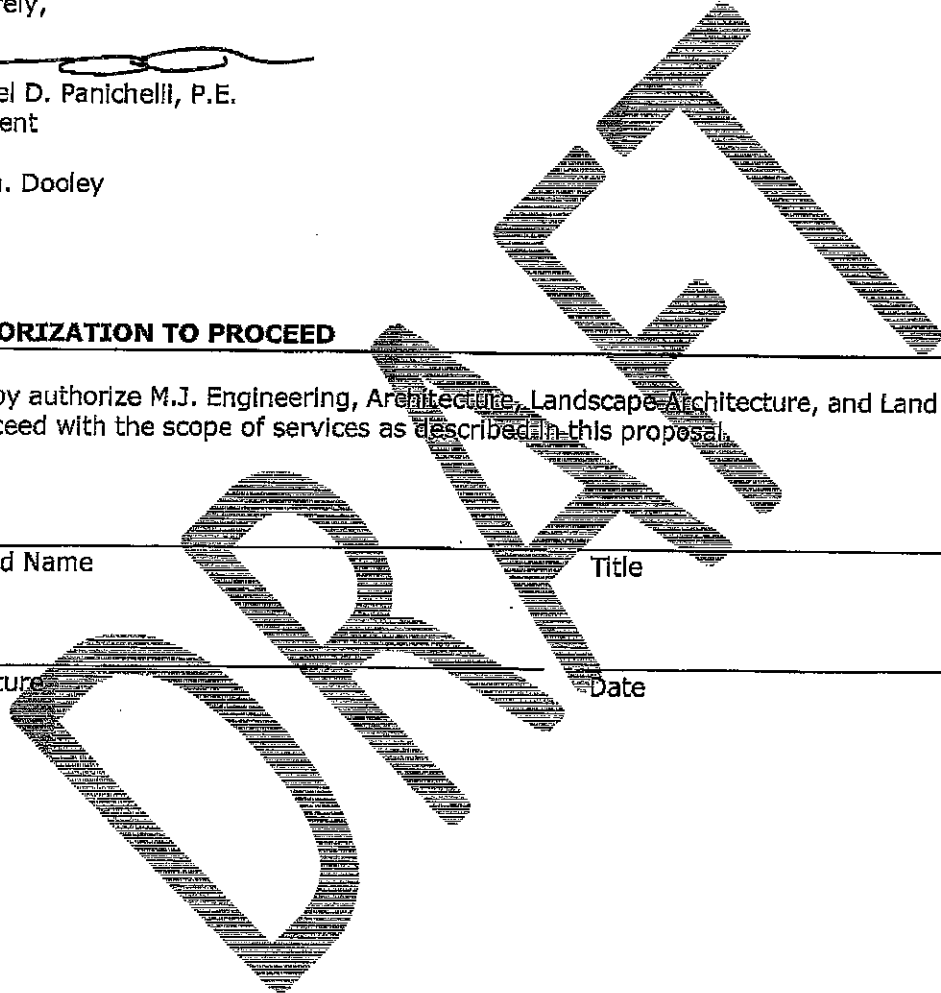 rely,
el D. Panichelli, P.E.
ent
. Dooley
ORIZATION TO PROCEED
by authorize M.J. Engineering, Architecture, Landscape Architecture, and Land
ceed with the scope of services as described in this proposal.
d Name Title
ture Date
DRAFT